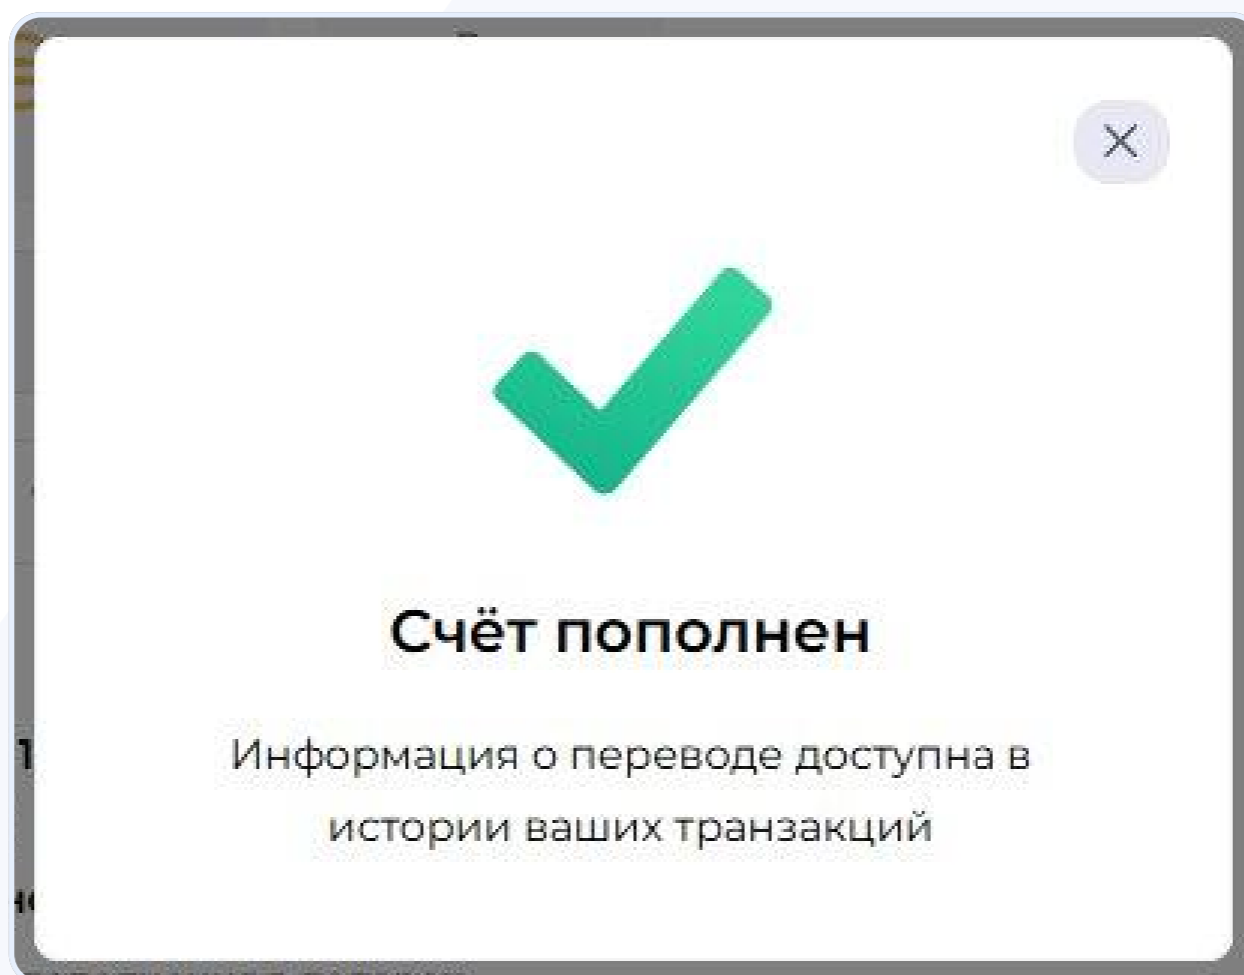 Счёт пополнен
Информация о переводе доступна в
истории ваших транзакций